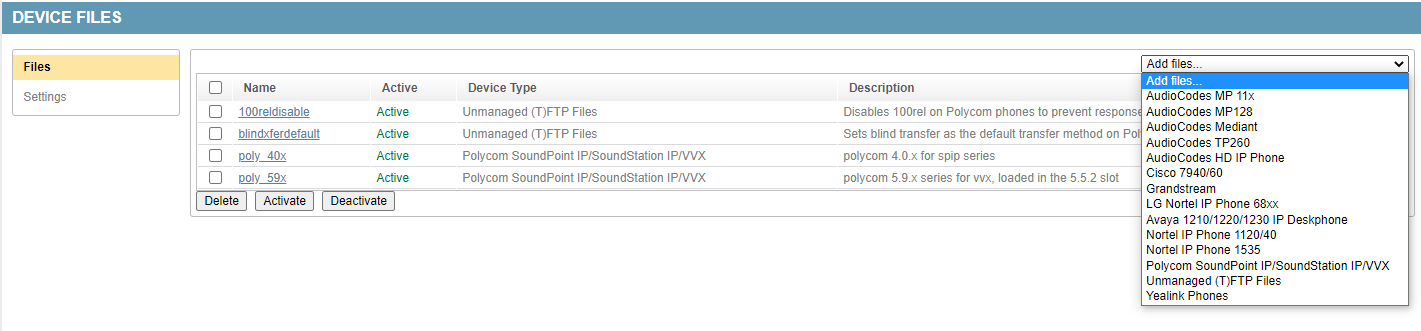 DEVICE FILES
Files
Settings
Add files...
Name Active Device Type Description
100reldisable Active Unmanaged (T)FTP Files Disables 100rel on Polycom phones to prevent response
blindxferdefault Active Unmanaged (T)FTP Files Sets blind transfer as the default transfer method on
poly_40x Active Polycom SoundPoint IP/SoundStation IP/VVX polycom 4.0.x for spip series
poly_59x Active Polycom SoundPoint IP/SoundStation IP/VVX polycom 5.9.x series for vvx, loaded in the 5.5.2 slot
Delete Activate Deactivate
Add files...
AudioCodes MP 11x
AudioCodes MP128
AudioCodes Mediant
AudioCodes TP260
AudioCodes HD IP Phone
Cisco 7940/60
Grandstream
LG Nortel IP Phone 68xx
Avaya 1210/1220/1230 IP Deskphone
Nortel IP Phone 1120/40
Nortel IP Phone 1535
Polycom SoundPoint IP/SoundStation IP/VVX
Unmanaged (T)FTP Files
Yealink Phones